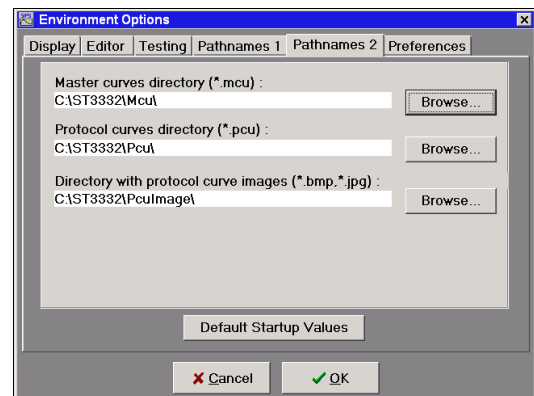 Environment Options
Display Editor Testing Pathnames 1 Pathnames 2 Preferences
Master curves directory (*.mcu) :
C:\ST3332\Mcu\ Browse...
Protocol curves directory (*.pcu) :
C:\ST3332\Pcu\ Browse...
Directory with protocol curve images (*.bmp,*.jpg) :
C:\ST3332\PcuImage\ Browse...
Default Startup Values
Cancel OK